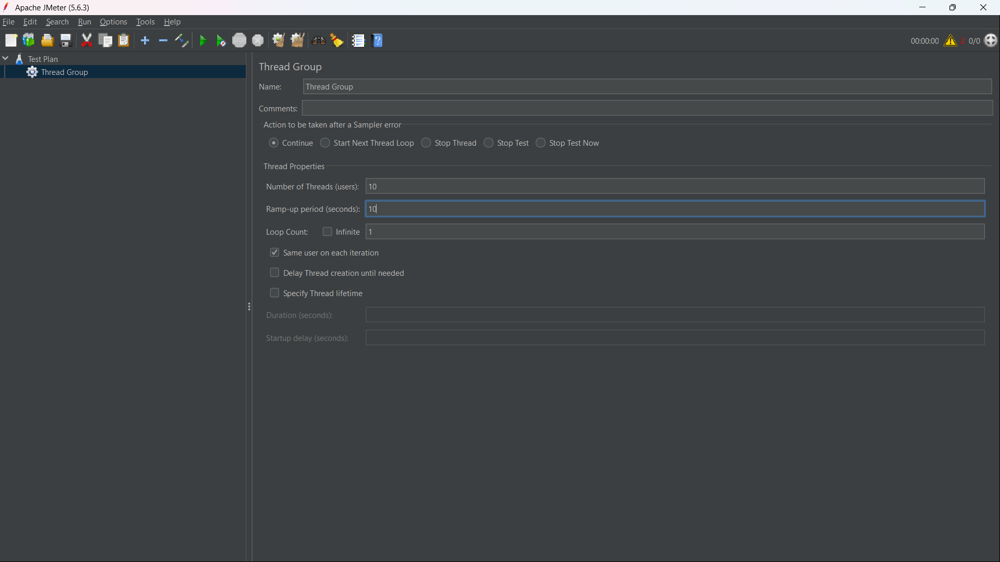 Apache JMeter (5.6.3)
File Edit Search Run Options Tools Help
STOP ? 00:00:00 2 0/0
Test Plan
Thread Group
Thread Group
Name: Thread Group
Comments:
Action to be taken after a Sampler error
Continue Start Next Thread Loop Stop Thread Stop Test Stop Test Now
Thread Properties
Number of Threads (users): 10
Ramp-up period (seconds): 10
Loop Count: Infinite 1
Same user on each iteration
Delay Thread creation until needed
Specify Thread lifetime
Duration (seconds):
Startup delay (seconds):